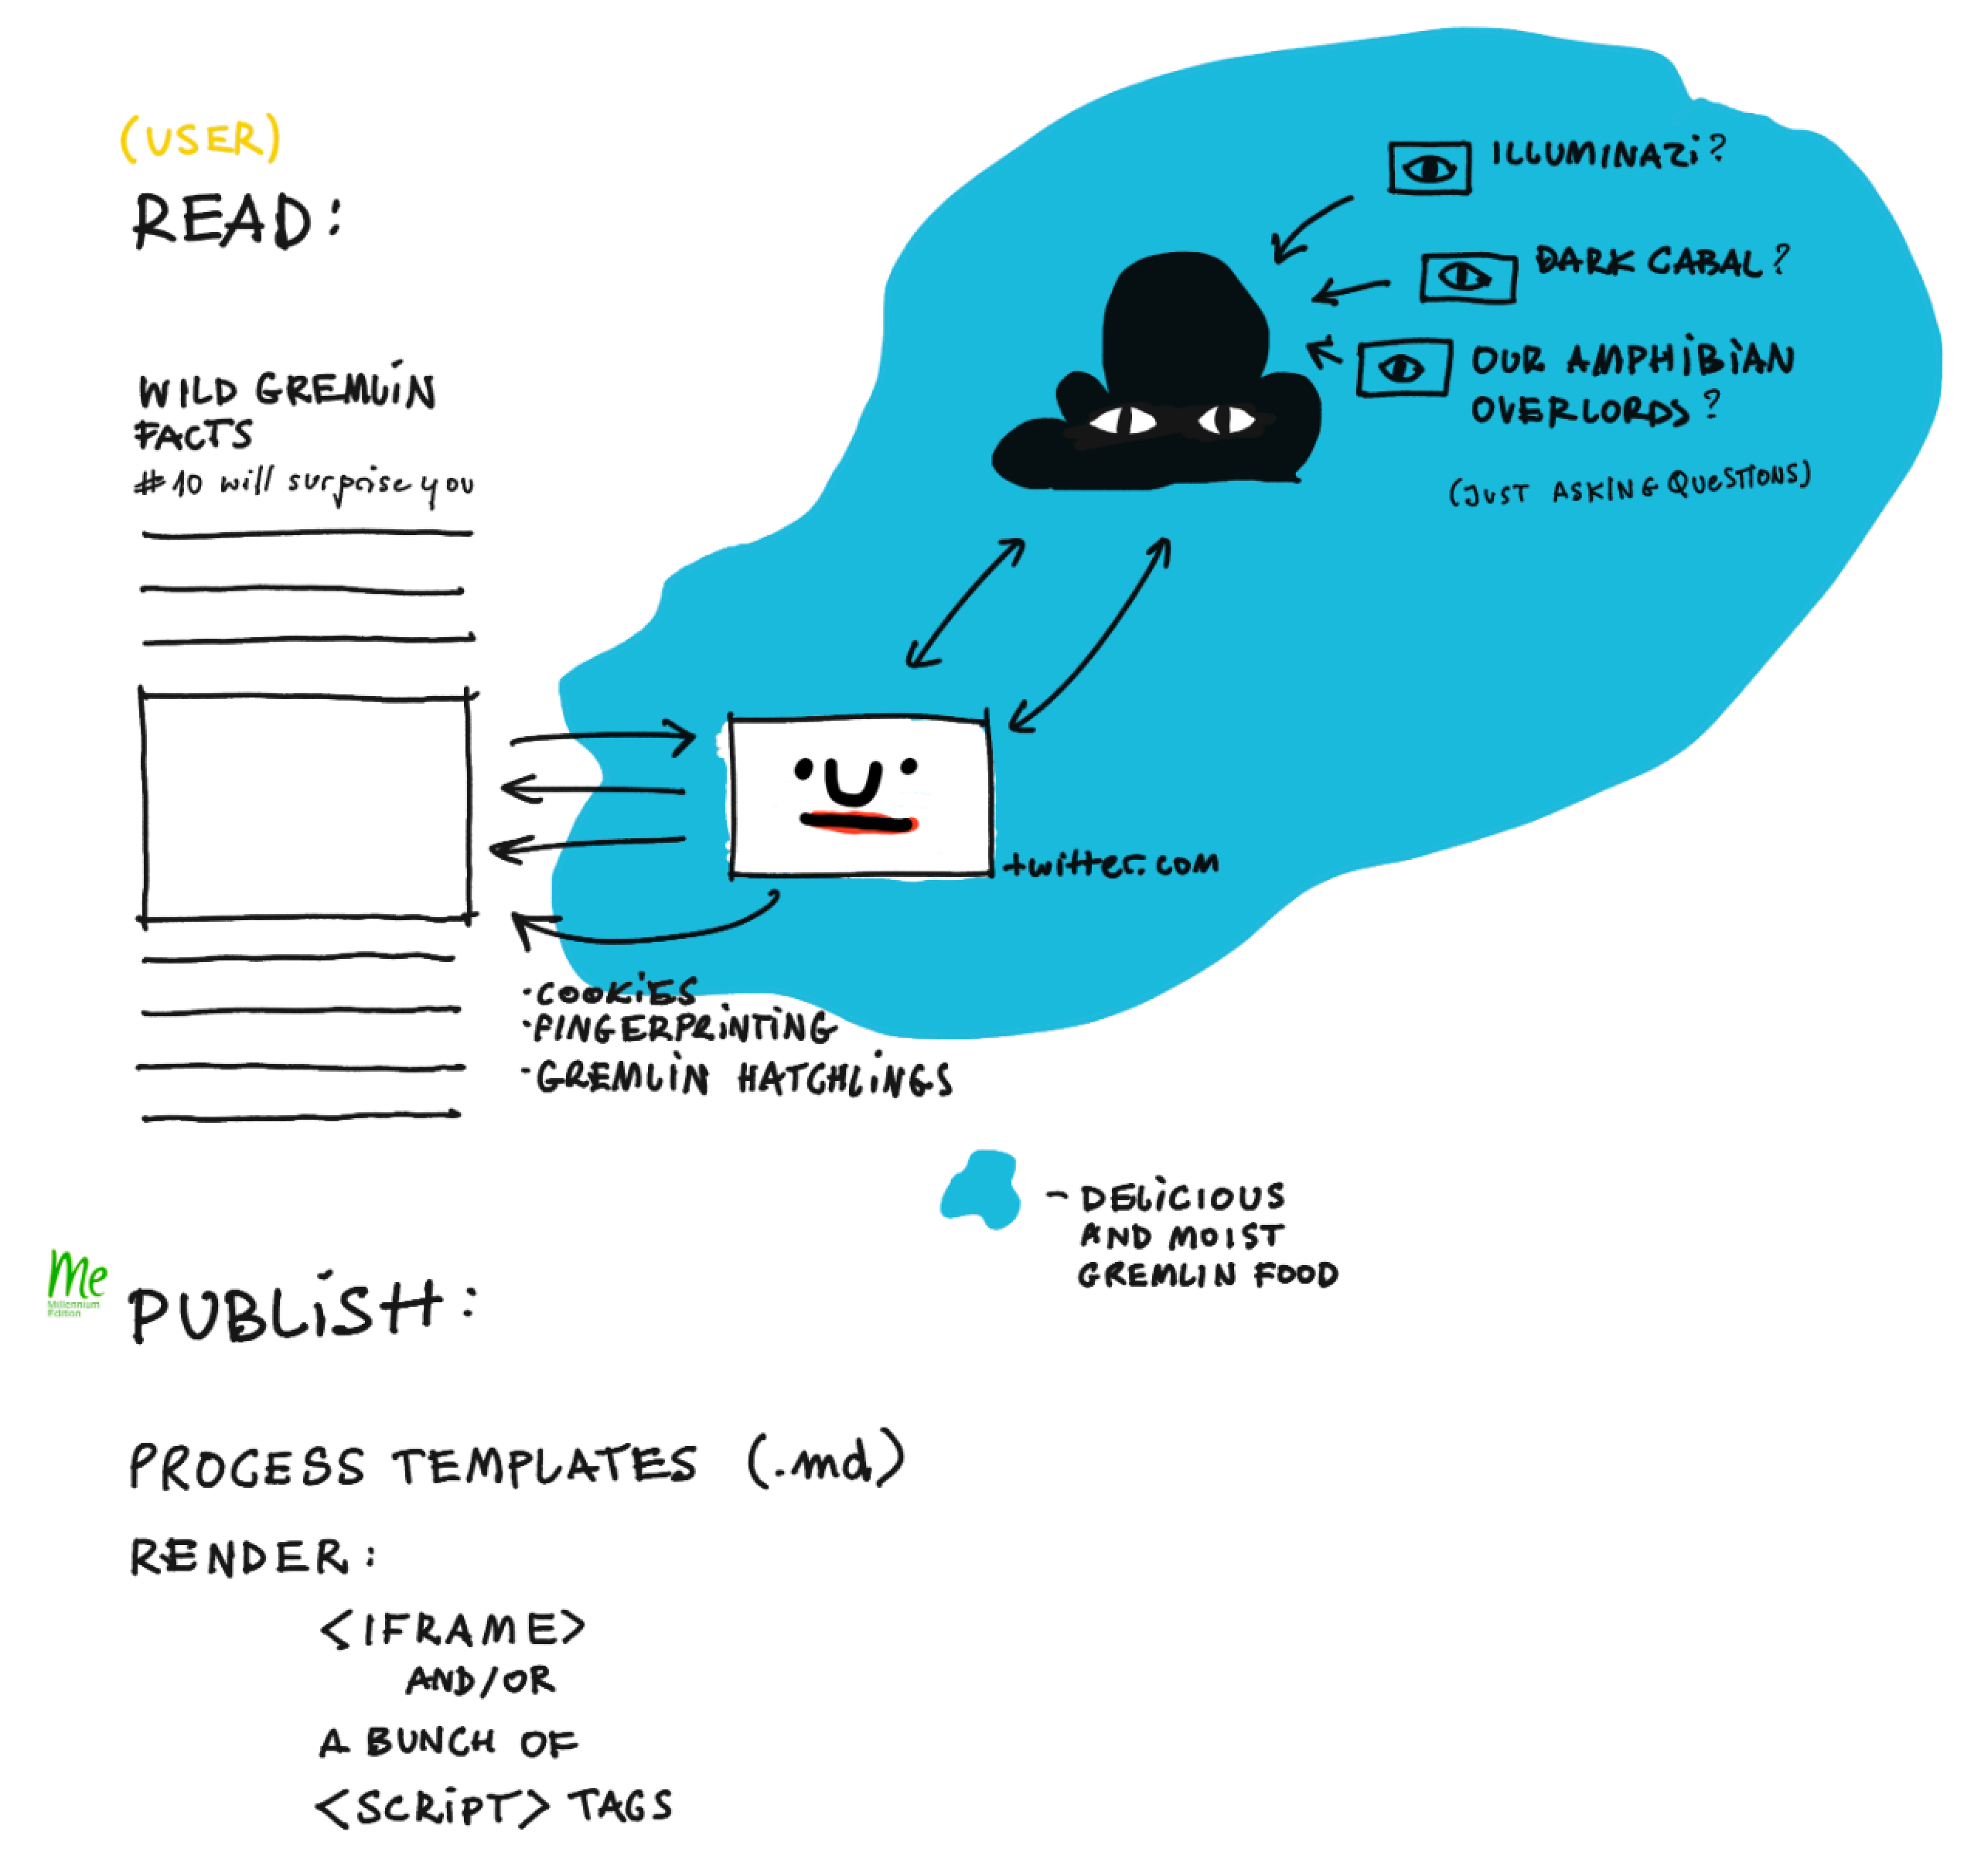 (USER)
READ:
WILD GREMLiN
FACTS
#10 will surprise you
ILLUMINAZi?
DARK CABAL?
OUR AMPHiBiAN
OVERLORDS?
(JUST ASKING QUeSTIONS)
U
twitter.com
·COOKiES
·FINGERPRiNTiNG
·GREMLiN HATCHLiNGS
- DELiCIOUS
AND MOIST
GREMLIN FOOD
Me
Millennium
Edition
PUBLiSH:
PROCESS TEMPLATES (.md)
RENDER:
<IFRAME>
AND/OR
A BUNCH OF
<SCRiPT> TAGS